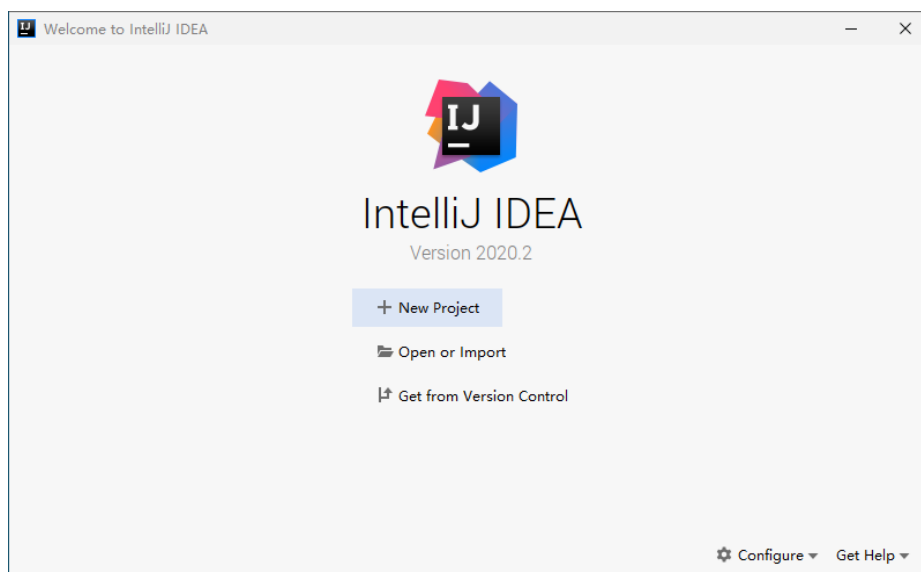 Welcome to IntelliJ IDEA
IJ
IntelliJ IDEA
Version 2020.2
New Project
Open or Import
Get from Version Control
Configure Get Help